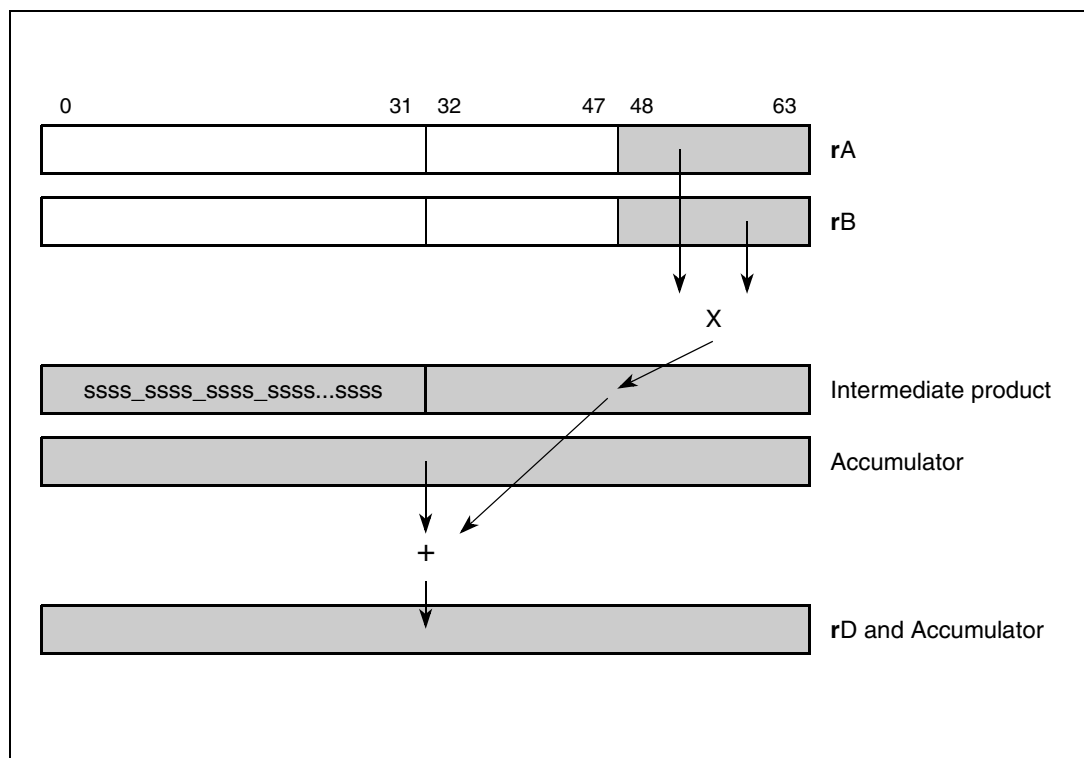 0 31 32 47 48 63
rA
rB
X
ssss_ssss_ssss_ssss...ssss Intermediate product
Accumulator
+
rD and Accumulator